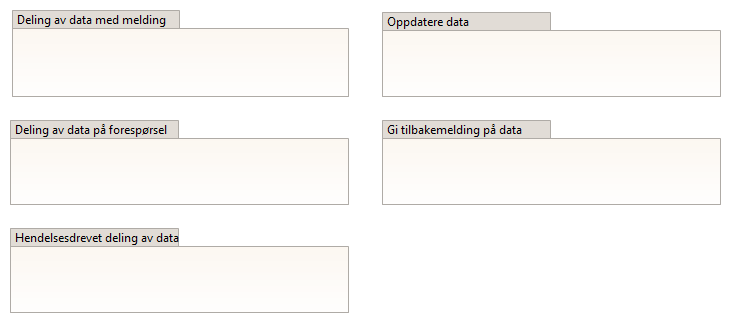 Deling av data med melding
Oppdatere data
Deling av data på forespørsel
Gi tilbakemelding på data
Hendelsesdrevet deling av data